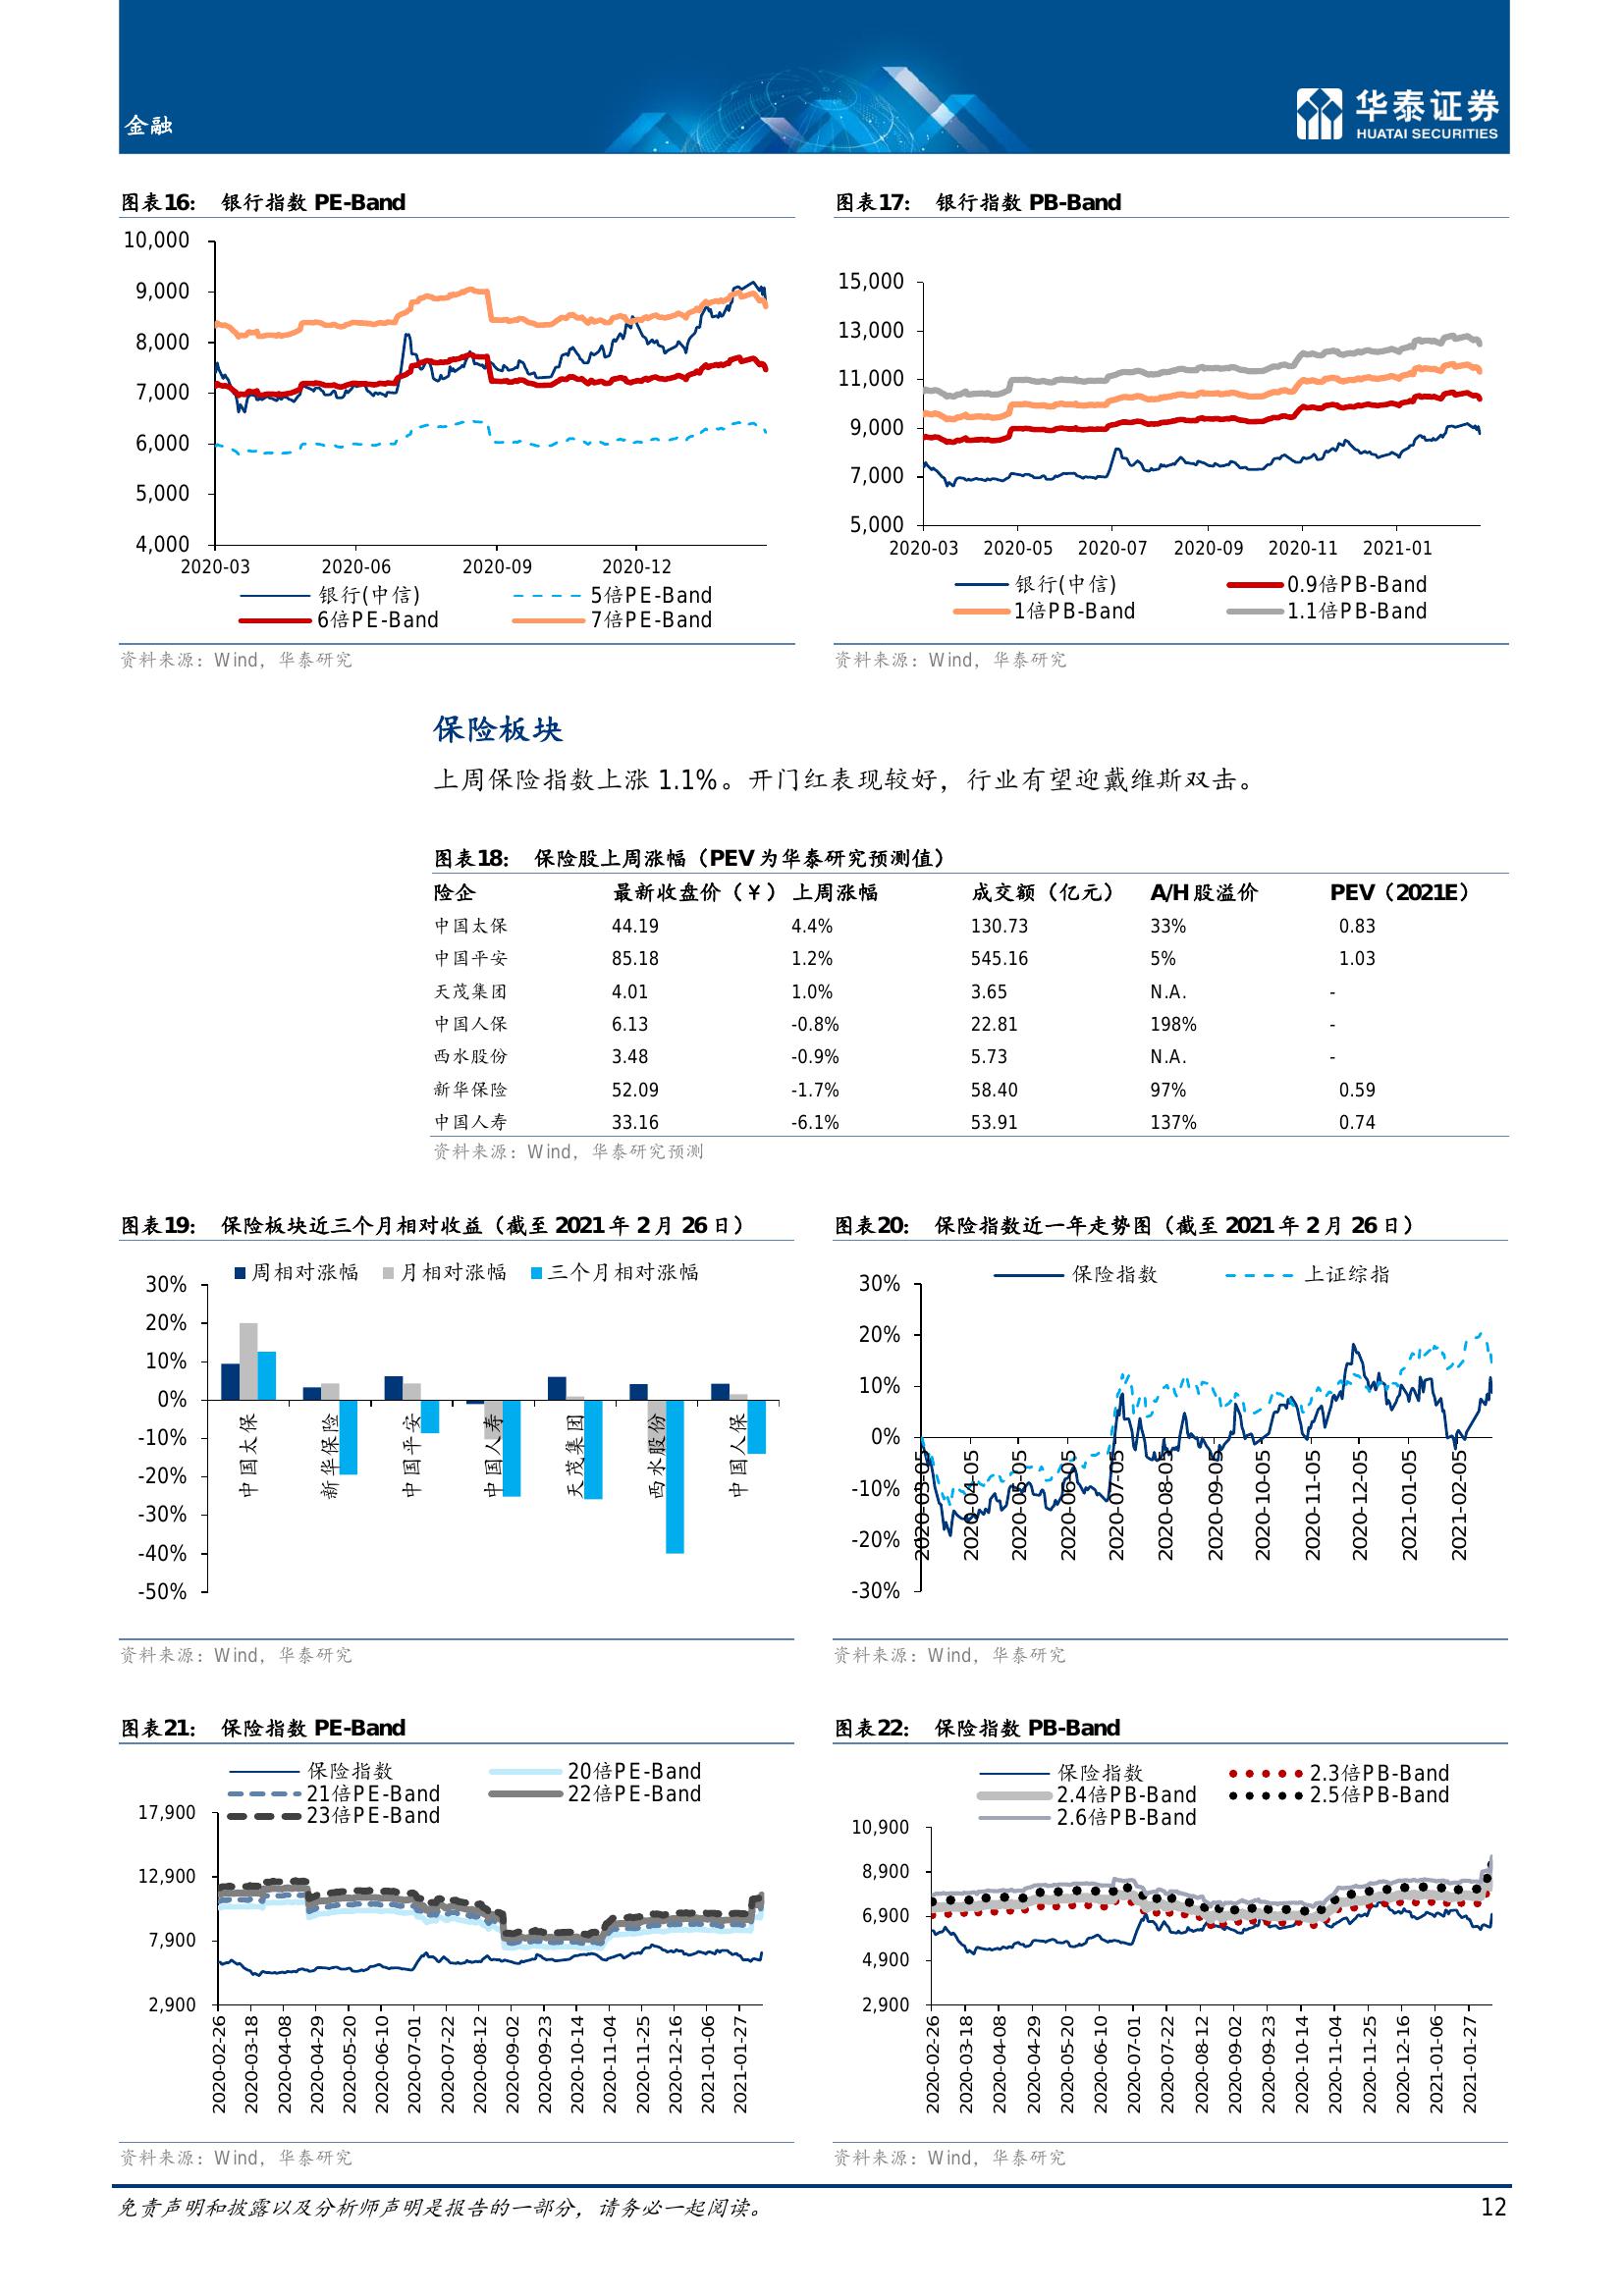 金融
华泰证券
HUATAI SECURITIES
图表16: 银行指数 PE-Band
10,000
9,000
8,000
7,000
6,000
5,000
4,000
2020-03 2020-06 2020-09 2020-12
银行(中信) 5倍PE-Band
6倍PE-Band 7倍PE-Band
资料来源：Wind，华泰研究
图表17: 银行指数 PB-Band
15,000
13,000
11,000
9,000
7,000
5,000
2020-03 2020-05 2020-07 2020-09 2020-11 2021-01
银行(中信) 0.9倍PB-Band
1倍PB-Band 1.1倍PB-Band
资料来源：Wind，华泰研究
保险板块
上周保险指数上涨 1.1%。开门红表现较好，行业有望迎戴维斯双击。
图表18: 保险股上周涨幅（PEV 为华泰研究预测值）
险企 最新收盘价（￥） 上周涨幅 成交额（亿元） A/H 股溢价 PEV（2021E）
中国太保 44.19 4.4% 130.73 33% 0.83
中国平安 85.18 1.2% 545.16 5% 1.03
天茂集团 4.01 1.0% 3.65 N.A. -
中国人保 6.13 -0.8% 22.81 198% -
西水股份 3.48 -0.9% 5.73 N.A. -
新华保险 52.09 -1.7% 58.40 97% 0.59
中国人寿 33.16 -6.1% 53.91 137% 0.74
资料来源：Wind，华泰研究预测
图表19: 保险板块近三个月相对收益（截至 2021 年 2 月 26 日）
周相对涨幅 月相对涨幅 三个月相对涨幅
30%
20%
10%
0%
-10%
-20%
-30%
-40%
-50%
中国太保 新华保险 中国平安 中国人寿 天茂集团 西水股份 中国人保
资料来源：Wind，华泰研究
图表20: 保险指数近一年走势图（截至 2021 年 2 月 26 日）
保险指数 上证综指
30%
20%
10%
0%
-10%
-20%
-30%
2020-03-05 2020-04-05 2020-05-05 2020-06-05 2020-07-05 2020-08-05 2020-09-05 2020-10-05 2020-11-05 2020-12-05 2021-01-05 2021-02-05
资料来源：Wind，华泰研究
图表21: 保险指数 PE-Band
保险指数 20倍PE-Band
21倍PE-Band 22倍PE-Band
23倍PE-Band
17,900
12,900
7,900
2,900
2020-02-26 2020-03-18 2020-04-08 2020-04-29 2020-05-20 2020-06-10 2020-07-01 2020-07-22 2020-08-12 2020-09-02 2020-09-23 2020-10-14 2020-11-04 2020-11-25 2020-12-16 2021-01-06 2021-01-27
资料来源：Wind，华泰研究
图表22: 保险指数 PB-Band
保险指数 2.3倍PB-Band
2.4倍PB-Band 2.5倍PB-Band
2.6倍PB-Band
10,900
8,900
6,900
4,900
2,900
2020-02-26 2020-03-18 2020-04-08 2020-04-29 2020-05-20 2020-06-10 2020-07-01 2020-07-22 2020-08-12 2020-09-02 2020-09-23 2020-10-14 2020-11-04 2020-11-25 2020-12-16 2021-01-06 2021-01-27
资料来源：Wind，华泰研究
免责声明和披露以及分析师声明是报告的一部分，请务必一起阅读。 12